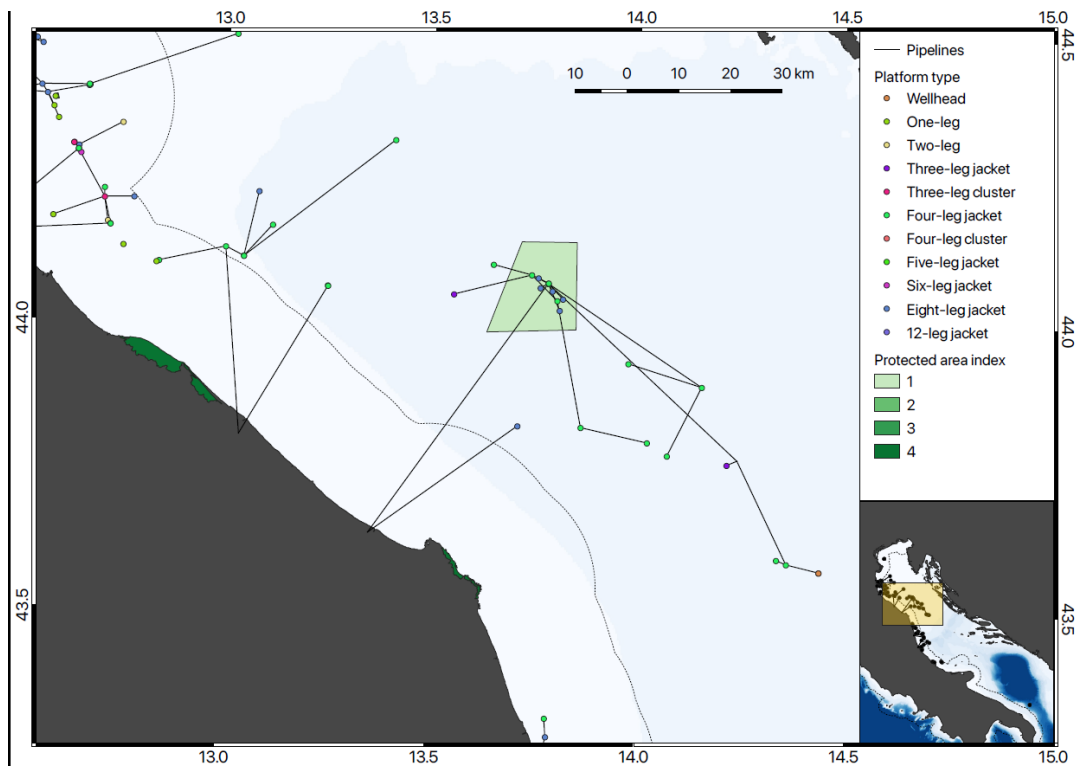 13.0 13.5 14.0 14.5 15.0
44.5
10 0 10 20 30 km
Pipelines
Platform type
Wellhead
One-leg
Two-leg
Three-leg jacket
Three-leg cluster
Four-leg jacket
Four-leg cluster
Five-leg jacket
Six-leg jacket
Eight-leg jacket
12-leg jacket
Protected area index
1
2
3
4
44.0
44.0
43.5
43.5
13.0 13.5 14.0 14.5 15.0